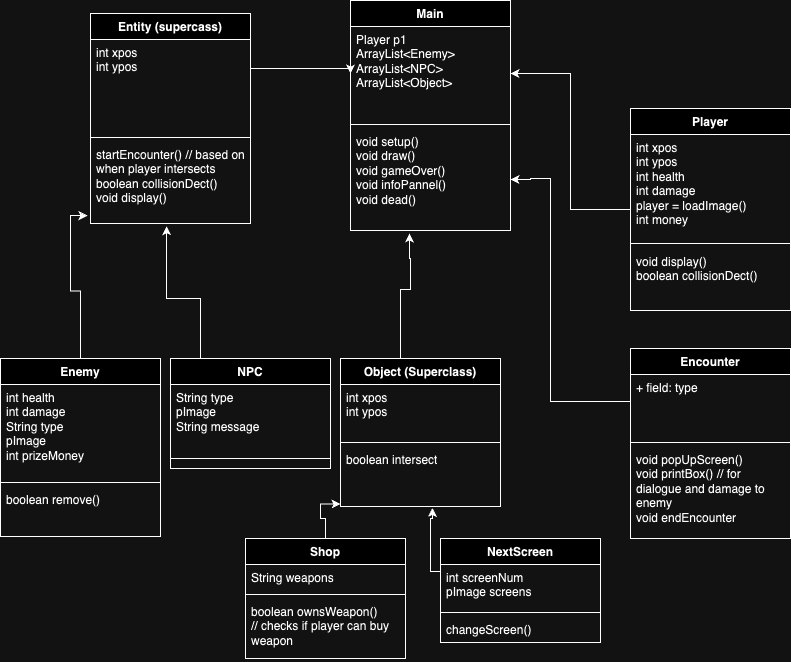 Entity (supercass)
int xpos
int ypos
startEncounter() // based on
when player intersects
boolean collisionDect()
void display()
Main
Player p1
ArrayList<Enemy>
ArrayList<NPC>
ArrayList<Object>
void setup()
void draw()
void gameOver()
void infoPannel()
void dead()
Player
int xpos
int ypos
int health
int damage
player = loadImage()
int money
void display()
boolean collisionDect()
Enemy
int health
int damage
String type
pImage
int prizeMoney
boolean remove()
NPC
String type
pImage
String message
Object (Superclass)
int xpos
int ypos
boolean intersect
Encounter
+ field: type
void popUpScreen()
void printBox() // for
dialogue and damage to
enemy
void endEncounter
Shop
String weapons
boolean ownsWeapon()
// checks if player can buy
weapon
NextScreen
int screenNum
pImage screens
changeScreen()